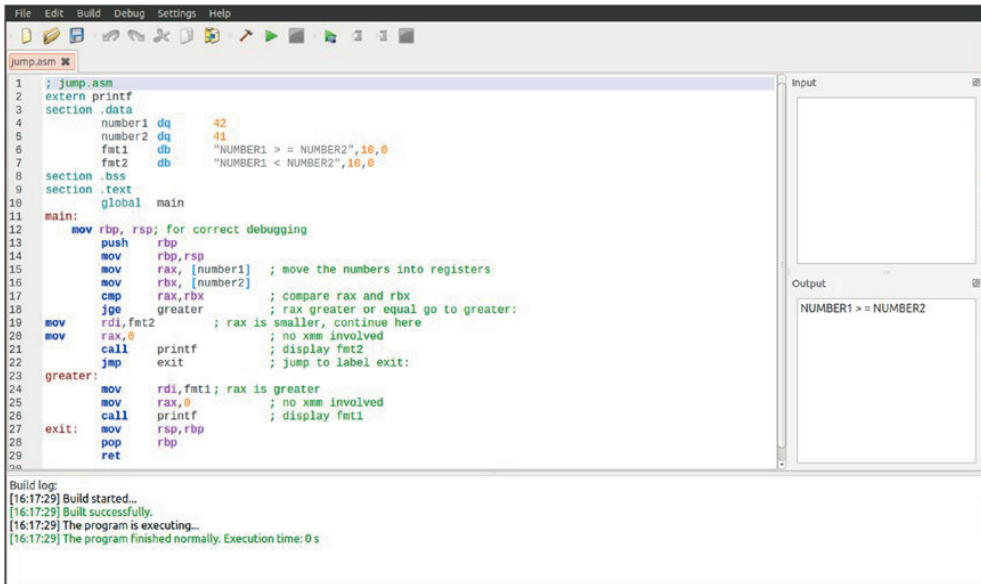 File Edit Build Debug Settings Help
jump.asm
1 ; jump.asm
2 extern printf
3 section .data
4 number1 dq 42
5 number2 dq 41
6 fmt1 db "NUMBER1 > = NUMBER2",10,0
7 fmt2 db "NUMBER1 < NUMBER2",10,0
8 section .bss
9 section .text
10 global main
11 main:
12 mov rbp, rsp; for correct debugging
13 push rbp
14 mov rbp,rsp
15 mov rax, [number1] ; move the numbers into registers
16 mov rbx, [number2]
17 cmp rax,rbx ; compare rax and rbx
18 jge greater ; rax greater or equal go to greater:
19 mov rdi,fmt2 ; rax is smaller, continue here
20 mov rax,0 ; no xmm involved
21 call printf ; display fmt2
22 jmp exit ; jump to label exit:
23 greater:
24 mov rdi,fmt1; rax is greater
25 mov rax,0 ; no xmm involved
26 call printf ; display fmt1
27 exit: mov rsp,rbp
28 pop rbp
29 ret
Input
Output
NUMBER1 > = NUMBER2
Build log:
[16:17:29] Build started...
[16:17:29] Built successfully.
[16:17:29] The program is executing...
[16:17:29] The program finished normally. Execution time: 0 s